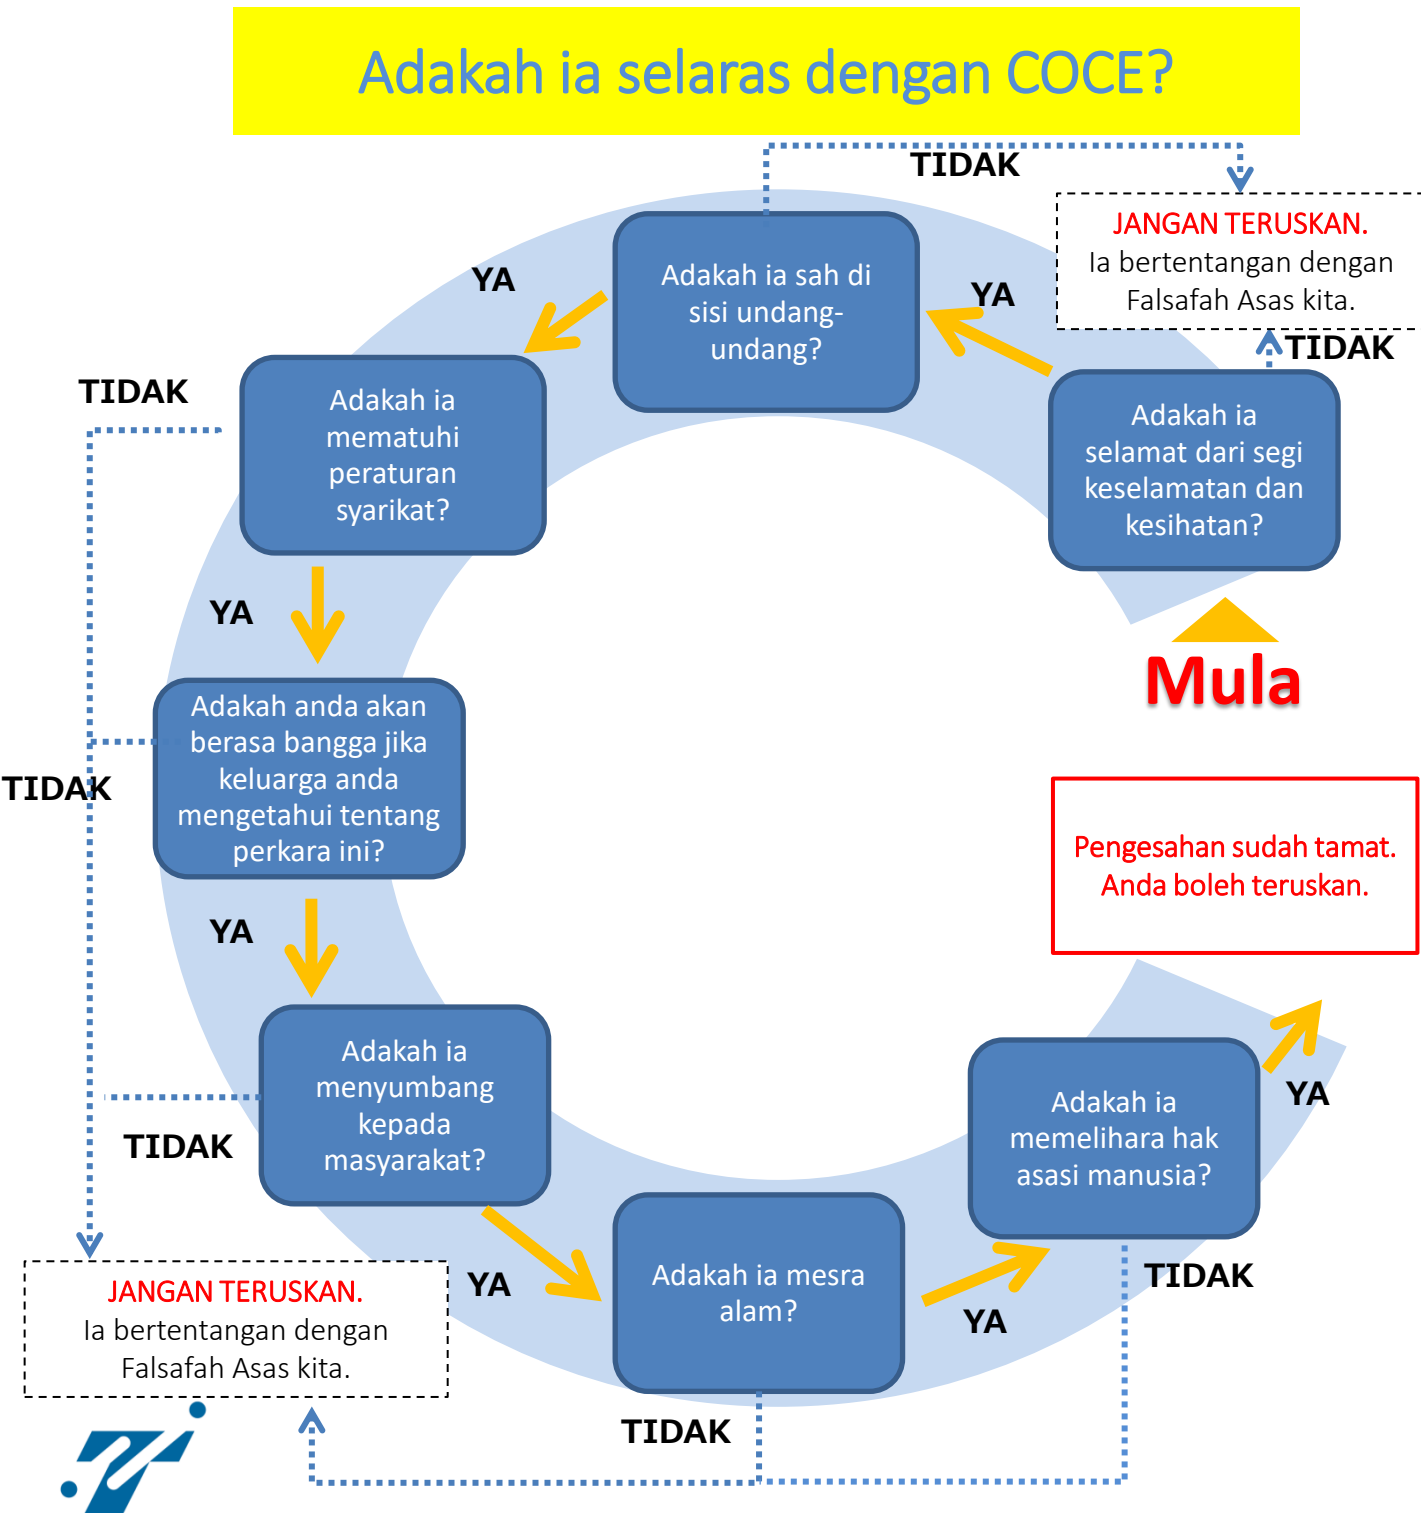 Adakah ia selaras dengan COCE?
TIDAK
JANGAN TERUSKAN.
Ia bertentangan dengan
Falsafah Asas kita.
TIDAK
Mula
Adakah ia
selamat dari segi
keselamatan dan
kesihatan?
YA
Adakah ia sah di
sisi undang-
undang?
YA
Adakah ia
mematuhi
peraturan
syarikat?
TIDAK
YA
Adakah anda akan
berasa bangga jika
keluarga anda
mengetahui tentang
perkara ini?
TIDAK
YA
Adakah ia
menyumbang
kepada
masyarakat?
TIDAK
JANGAN TERUSKAN.
Ia bertentangan dengan
Falsafah Asas kita.
YA
Adakah ia mesra
alam?
TIDAK
YA
Adakah ia
memelihara hak
asasi manusia?
TIDAK
YA
Pengesahan sudah tamat.
Anda boleh teruskan.